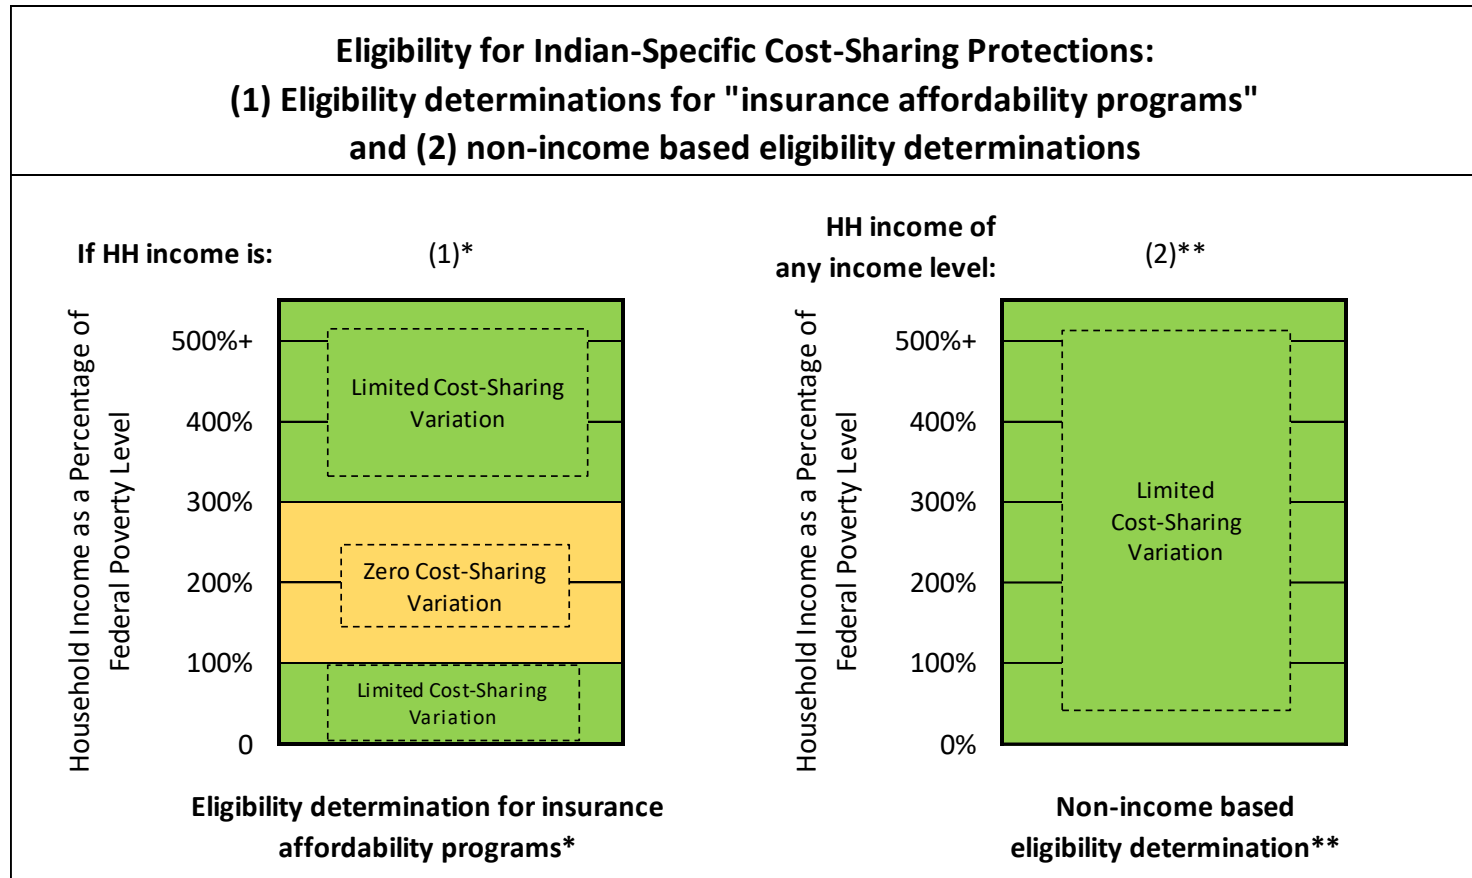 Eligibility for Indian-Specific Cost-Sharing Protections:
(1) Eligibility determinations for "insurance affordability programs"
and (2) non-income based eligibility determinations
If HH income is:
(1)*
Household Income as a Percentage of
Federal Poverty Level
500%+
400%
300%
200%
100%
0
Limited Cost-Sharing
Variation
Zero Cost-Sharing
Variation
Limited Cost-Sharing
Variation
Eligibility determination for insurance
affordability programs*
HH income of
any income level:
(2)**
Household Income as a Percentage of
Federal Poverty Level
500%+
400%
300%
200%
100%
0%
Limited
Cost-Sharing
Variation
Non-income based
eligibility determination**